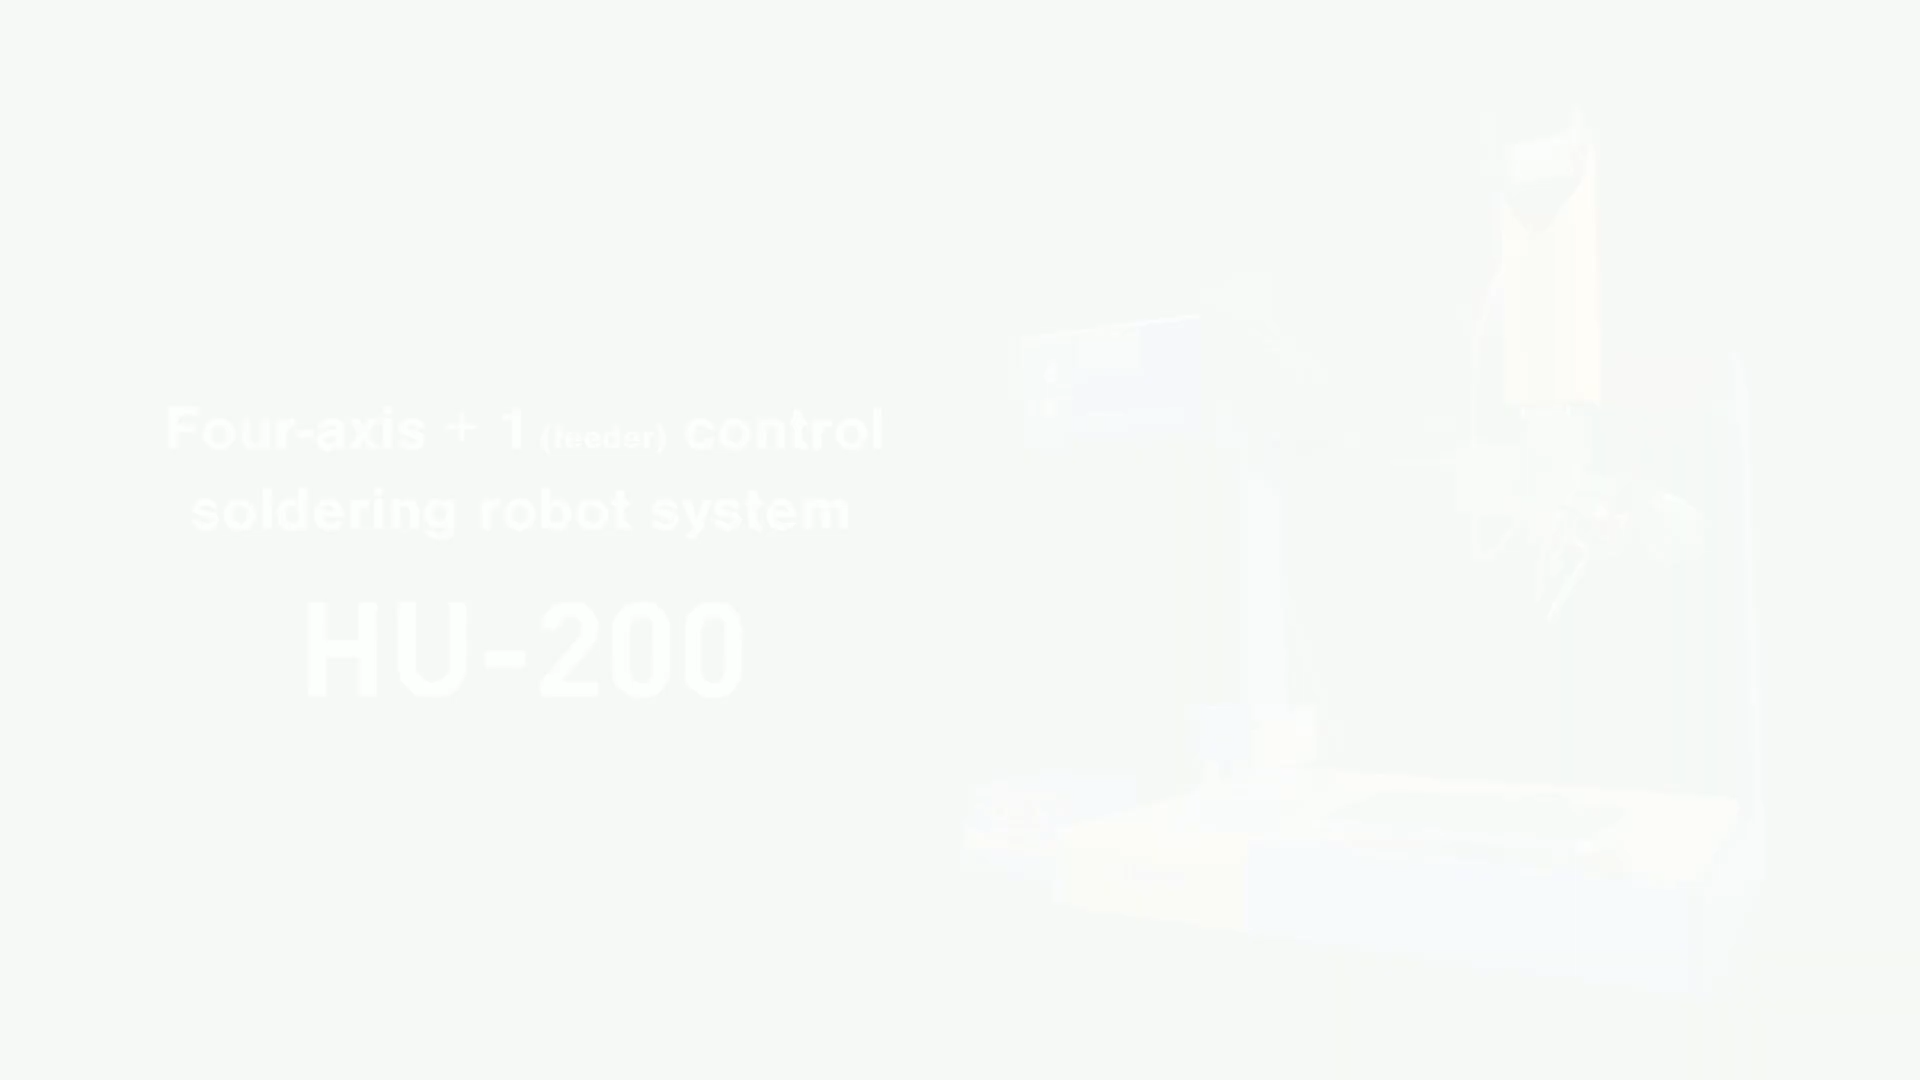 Four-axis + 1 (feeder) control
soldering robot system
HU-200